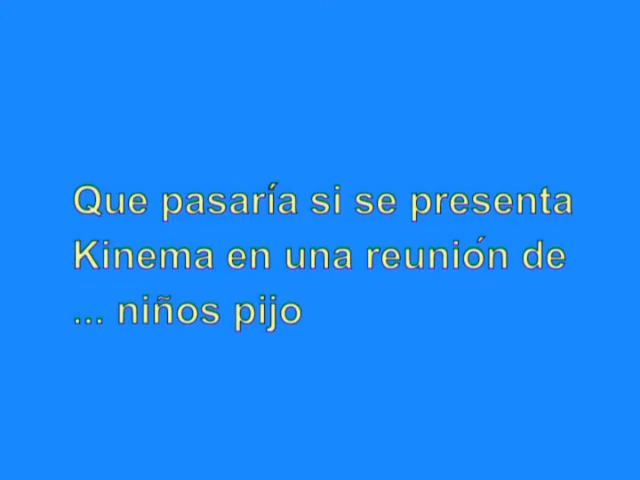 Que pasaría si se presenta
Kinema en una reunión de
... niños pijo